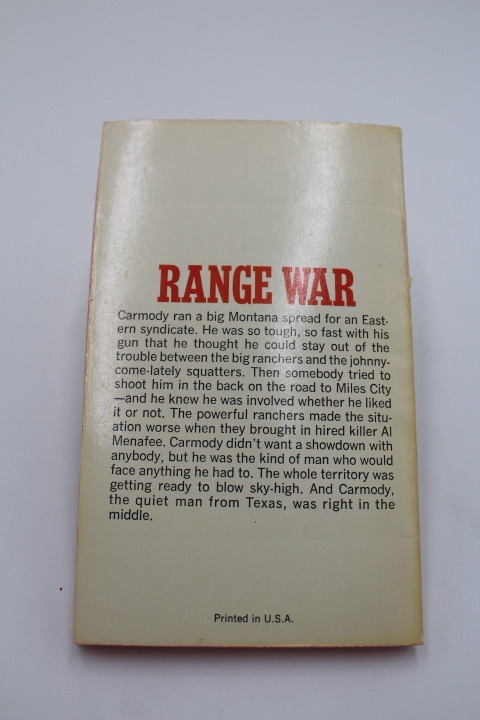 RANGE WAR
Carmody ran a big Montana spread for an East-
ern syndicate. He was so tough, so fast with his
gun that he thought he could stay out of the
trouble between the big ranchers and the johnny-
come-lately squatters. Then somebody tried to
shoot him in the back on the road to Miles City
—and he knew he was involved whether he liked
it or not. The powerful ranchers made the situ-
ation worse when they brought in hired killer Al
Menafee. Carmody didn't want a showdown with
anybody, but he was the kind of man who would
face anything he had to. The whole territory was
getting ready to blow sky-high. And Carmody,
the quiet man from Texas, was right in the
middle.
Printed in U.S.A.